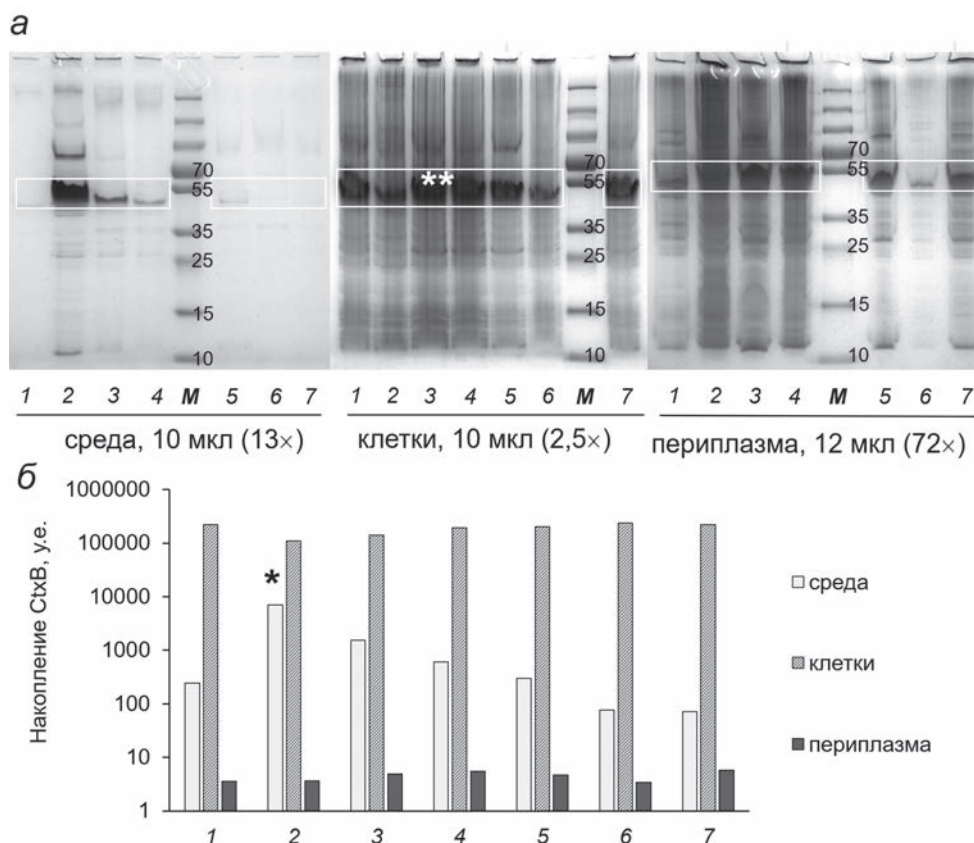 а
**
70
55
35
25
15
10
70
55
35
25
15
10
70
55
35
25
15
10
1 2 3 4 М 5 6 7
1 2 3 4 5 6 М 7
1 2 3 4 М 5 6 7
среда, 10 мкл (13×)
клетки, 10 мкл (2,5×)
периплазма, 12 мкл (72×)
б
Накопление CtxB, у.е.
1000000
100000
10000
1000
100
10
1
*
1 2 3 4 5 6 7
среда
клетки
периплазма